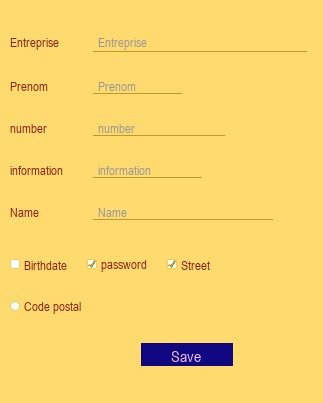 Entreprise Entreprise
Prenom Prenom
number number
information information
Name Name
Birthdate password Street
Code postal
Save